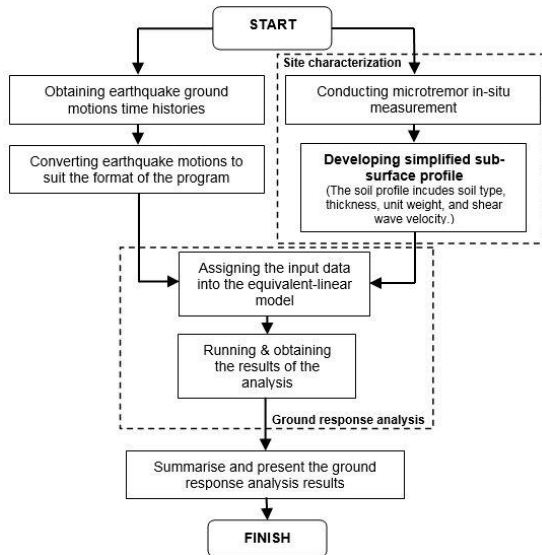 START
Site characterization
Obtaining earthquake ground
motions time histories
Conducting microtremor in-situ
measurement
Converting earthquake motions to
suit the format of the program
Developing simplified sub-
surface profile
(The soil profile incudes soil type,
thickness, unit weight, and shear
wave velocity.)
Assigning the input data
into the equivalent-linear
model
Running & obtaining
the results of the
analysis
Ground response analysis
Summarise and present the ground
response analysis results
FINISH